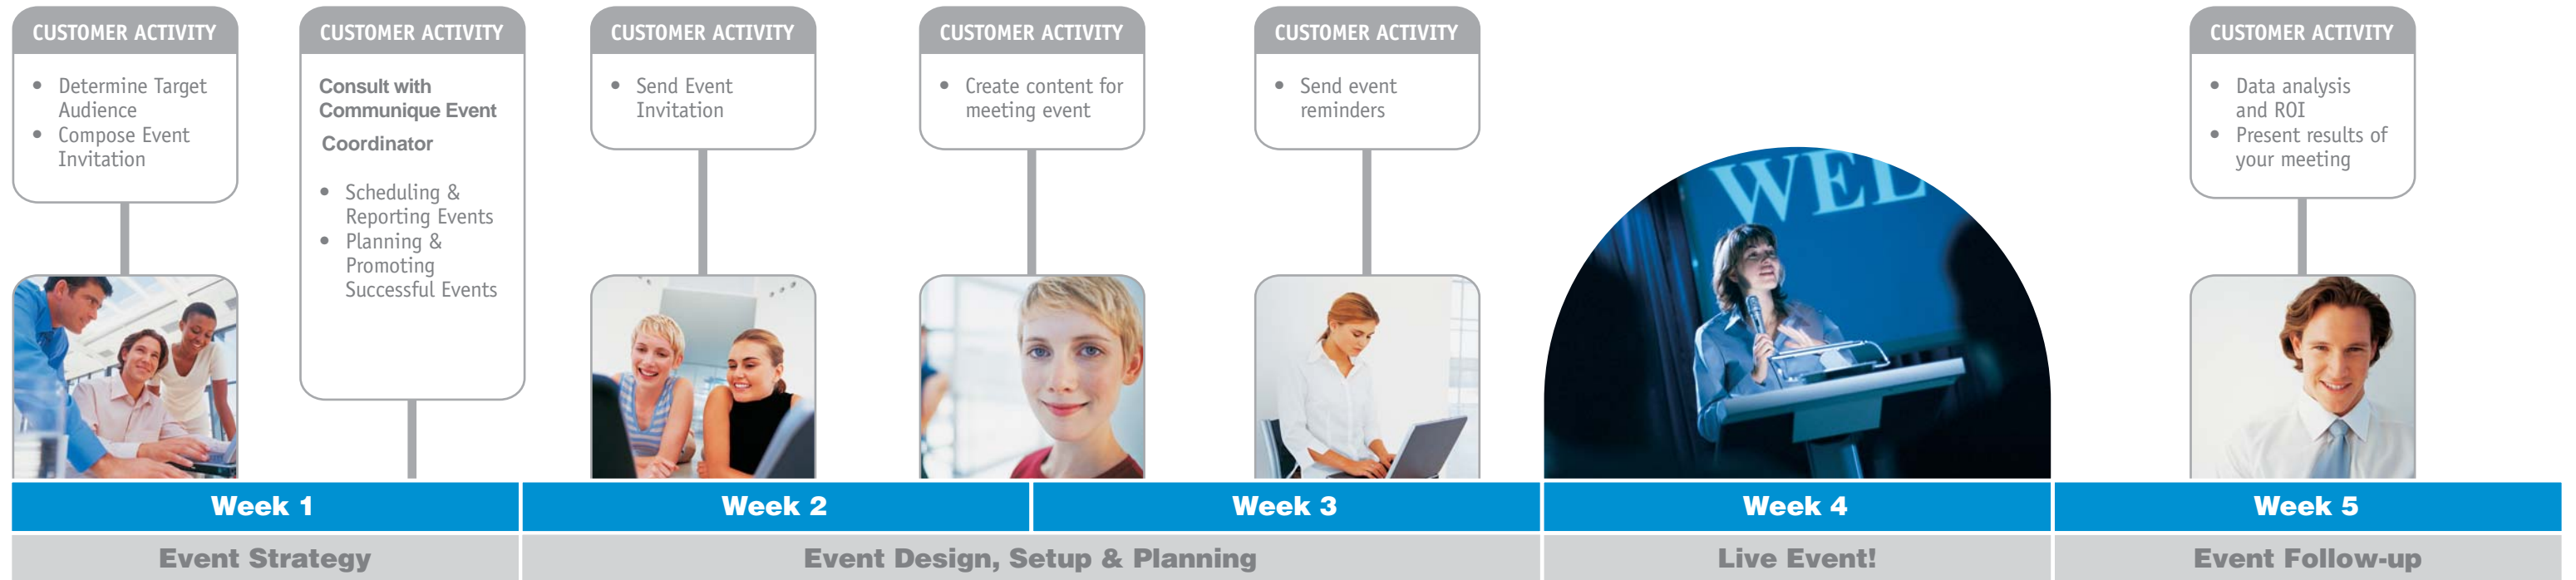 CUSTOMER ACTIVITY
• Determine Target
Audience
• Compose Event
Invitation
CUSTOMER ACTIVITY
Consult with
Communique Event
Coordinator
• Scheduling &
Reporting Events
• Planning &
Promoting
Successful Events
CUSTOMER ACTIVITY
• Send Event
Invitation
CUSTOMER ACTIVITY
• Create content for
meeting event
CUSTOMER ACTIVITY
• Send event
reminders
WEL
CUSTOMER ACTIVITY
• Data analysis
and ROI
• Present results of
your meeting
Week 1
Week 2
Week 3
Week 4
Week 5
Event Strategy
Event Design, Setup & Planning
Live Event!
Event Follow-up